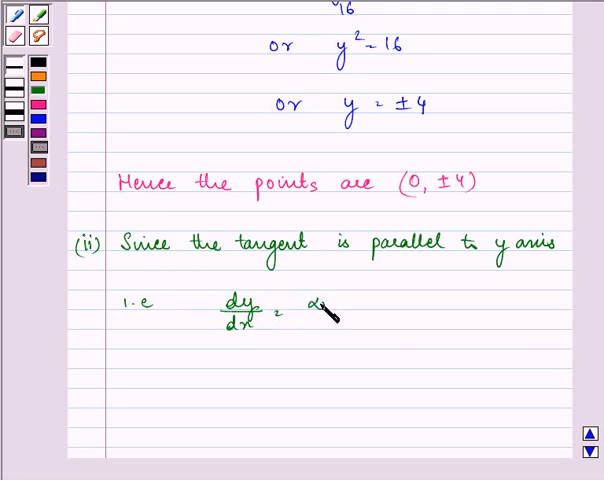 16
or y² = 16
or y = ±4
Hence the points are (0, ±4)
(ii) Since the tangent is parallel to y axis
i.e dy/dx =